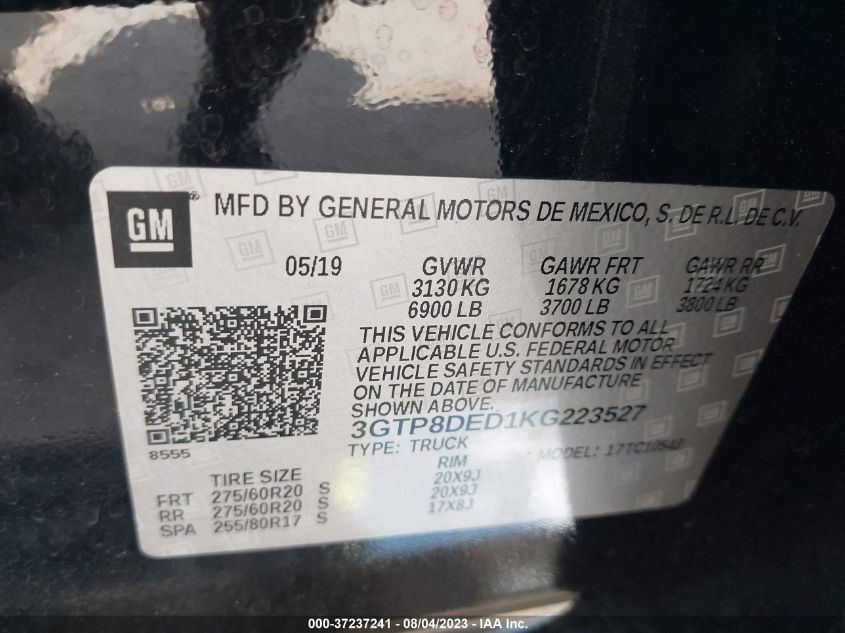 GM ® MFD BY GENERAL MOTORS DE MEXICO, S. DE R.L. DE C.V.
05/19 GVWR GAWR FRT GAWR RR
3130 KG 1678 KG 1724 KG
6900 LB 3700 LB 3800 LB
THIS VEHICLE CONFORMS TO ALL
APPLICABLE U.S. FEDERAL MOTOR
VEHICLE SAFETY STANDARDS IN EFFECT
ON THE DATE OF MANUFACTURE
SHOWN ABOVE.
8555
3GTP8DED1KG223527
TYPE: TRUCK MODEL: 17TC10543
TIRE SIZE RIM
FRT 275/60R20 S 20X9J
RR 275/60R20 S 20X9J
SPA 255/80R17 S 17X8J
000-37237241 - 08/04/2023 - IAA Inc.